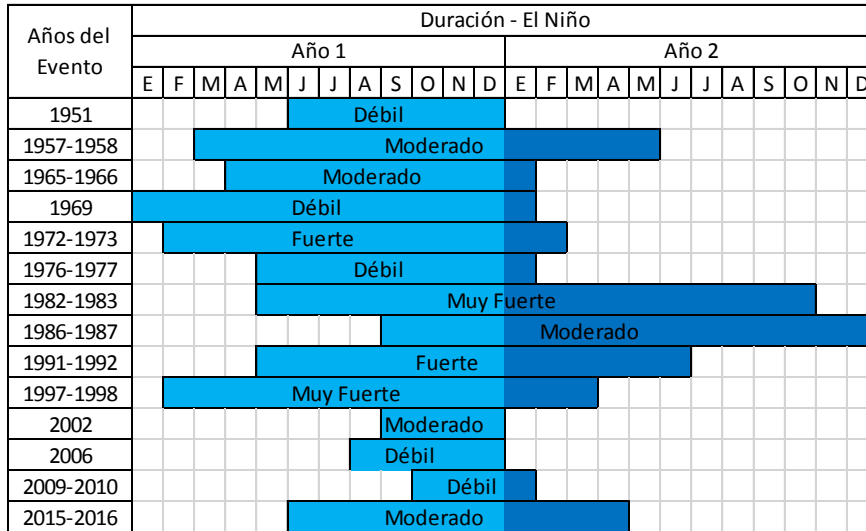 Años del
Evento
Duración - El Niño
Año 1 Año 2
E F M A M J J A S O N D E F M A M J J A S O N D
1951 Débil
1957-1958 Moderado
1965-1966 Moderado
1969 Débil
1972-1973 Fuerte
1976-1977 Débil
1982-1983 Muy Fuerte
1986-1987 Moderado
1991-1992 Fuerte
1997-1998 Muy Fuerte
2002 Moderado
2006 Débil
2009-2010 Débil
2015-2016 Moderado